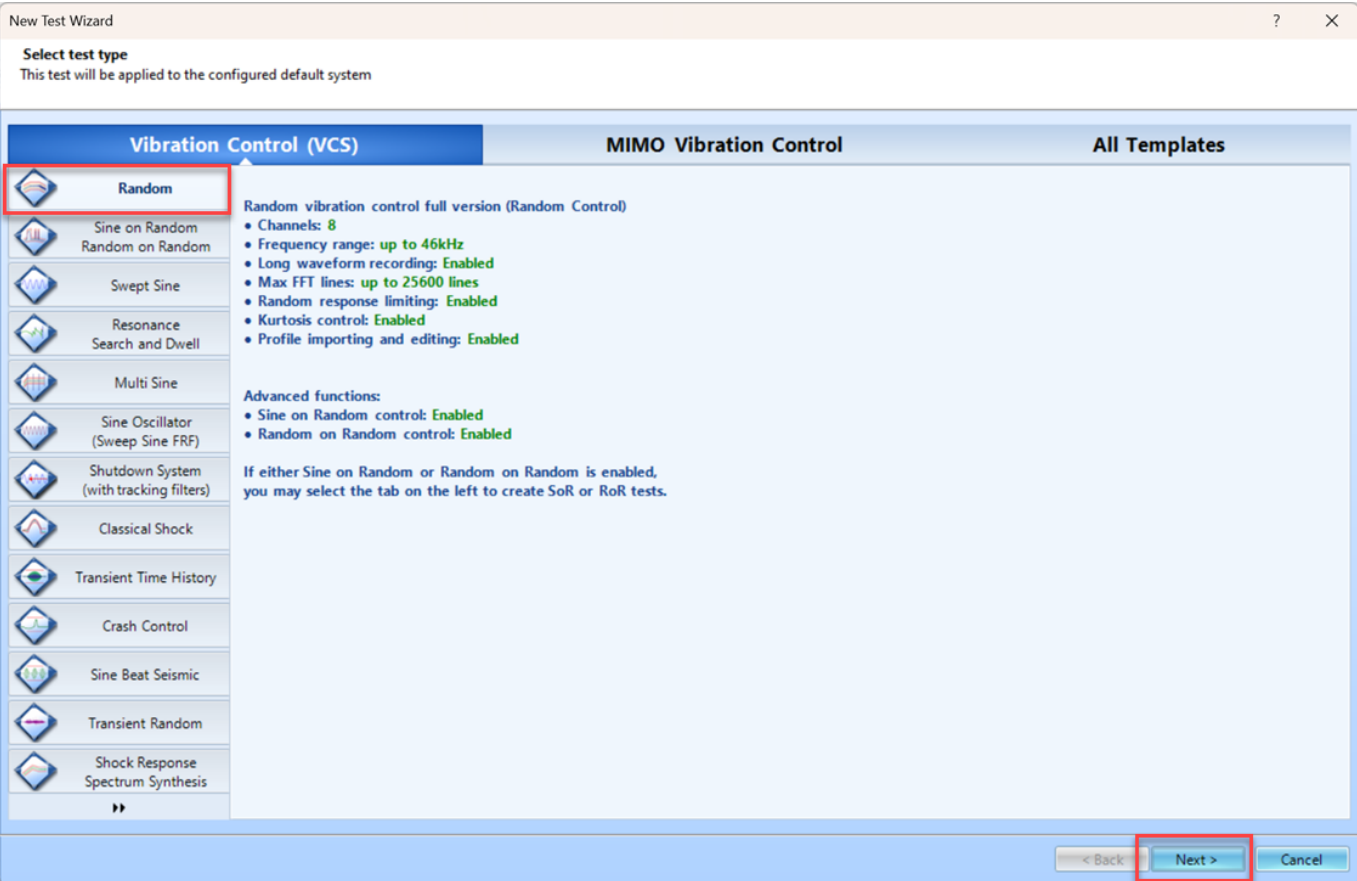 New Test Wizard
?
Select test type
This test will be applied to the configured default system
Vibration Control (VCS)
MIMO Vibration Control
All Templates
Random
Sine on Random
Random on Random
Swept Sine
Resonance
Search and Dwell
Multi Sine
Sine Oscillator
(Sweep Sine FRF)
Shutdown System
(with tracking filters)
Classical Shock
Transient Time History
Crash Control
Sine Beat Seismic
Transient Random
Shock Response
Spectrum Synthesis
Random vibration control full version (Random Control)
• Channels: 8
• Frequency range: up to 46kHz
• Long waveform recording: Enabled
• Max FFT lines: up to 25600 lines
• Random response limiting: Enabled
• Kurtosis control: Enabled
• Profile importing and editing: Enabled
Advanced functions:
• Sine on Random control: Enabled
• Random on Random control: Enabled
If either Sine on Random or Random on Random is enabled,
you may select the tab on the left to create SoR or RoR tests.
< Back
Next >
Cancel